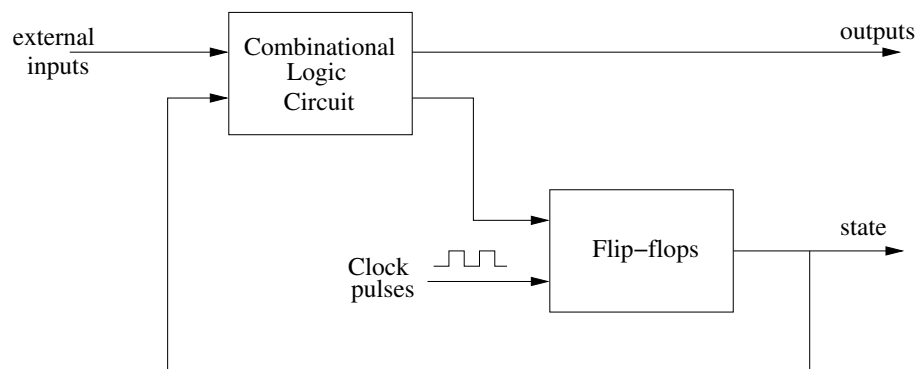 external
inputs
Combinational
Logic
Circuit
outputs
Flip−flops
state
Clock
pulses